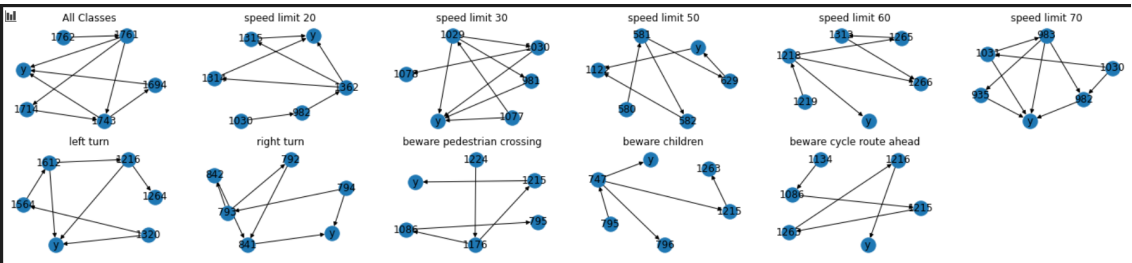 All Classes
speed limit 20
speed limit 30
speed limit 50
speed limit 60
speed limit 70
1762 1761 y 1694 1714 1743
1315 y 1314 1362 1030 982
1029 1030 1076 981 y 1077
581 y 112 629 580 582
1313 1265 1218 1266 1219 y
983 1031 1030 935 982 y
left turn
right turn
beware pedestrian crossing
beware children
beware cycle route ahead
1612 1216 1264 1564 1320 y
792 842 794 793 y 841
1224 y 1215 795 1086 1176
y 1263 747 1215 795 796
1134 1216 1086 1215 1263 y